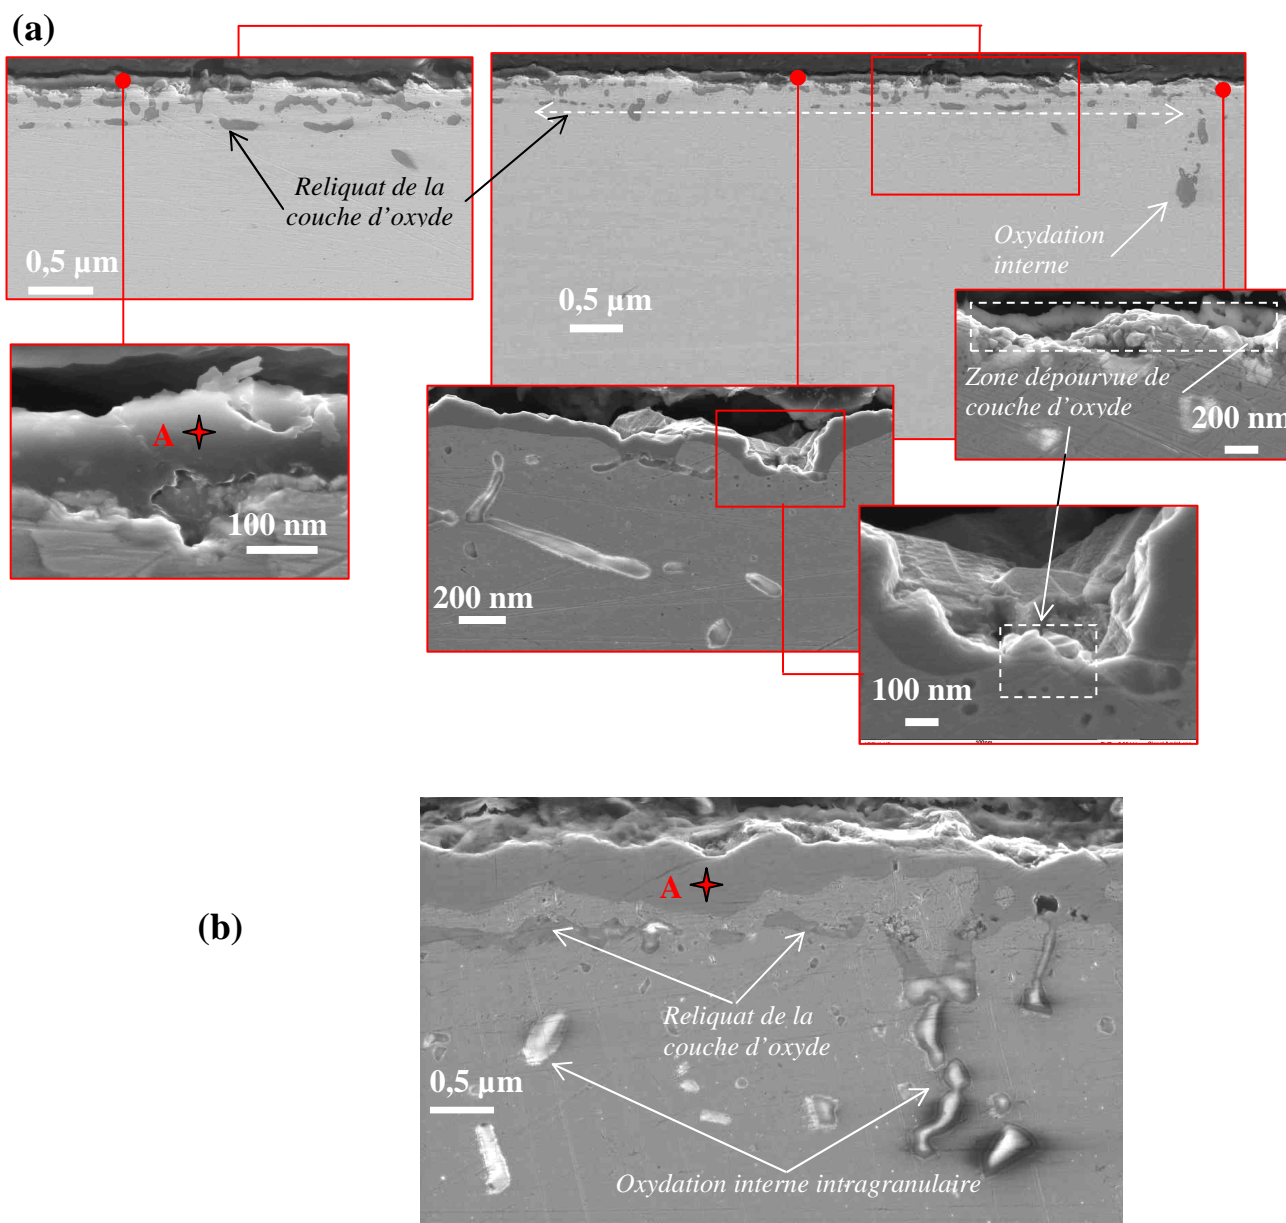 (a)
Reliquat de la
couche d'oxyde
0,5 µm
Oxydation
interne
0,5 µm
A
100 nm
200 nm
Zone dépourvue de
couche d'oxyde
200 nm
100 nm
(b)
A
Reliquat de la
couche d'oxyde
0,5 µm
Oxydation interne intragranulaire